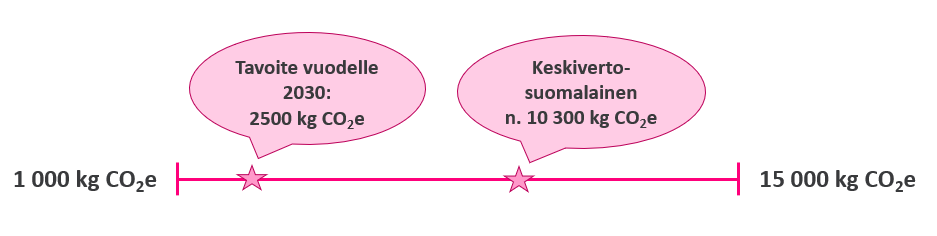 Tavoite vuodelle
2030:
2500 kg CO₂e
Keskiverto-
suomalainen
n. 10 300 kg CO₂e
1 000 kg CO₂e
15 000 kg CO₂e